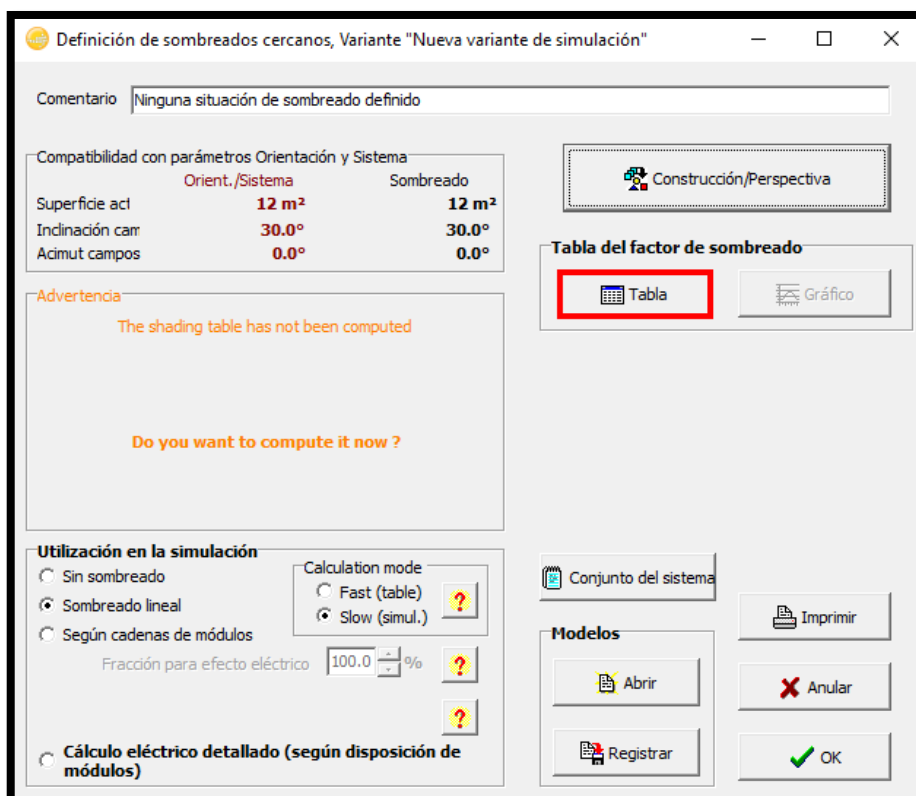 Definición de sombreados cercanos, Variante "Nueva variante de simulación"
Comentario Ninguna situación de sombreado definido
Compatibilidad con parámetros Orientación y Sistema
Orient./Sistema Sombreado
Superficie act 12 m² 12 m²
Inclinación cam 30.0° 30.0°
Acimut campos 0.0° 0.0°
Construcción/Perspectiva
Tabla del factor de sombreado
Tabla Gráfico
Advertencia
The shading table has not been computed
Do you want to compute it now ?
Utilización en la simulación
Sin sombreado
Sombreado lineal
Según cadenas de módulos
Calculation mode
Fast (table)
Slow (simul.)
?
Fracción para efecto eléctrico 100.0 % ?
?
Cálculo eléctrico detallado (según disposición de
módulos)
Conjunto del sistema
Modelos
Abrir
Registrar
Imprimir
Anular
OK